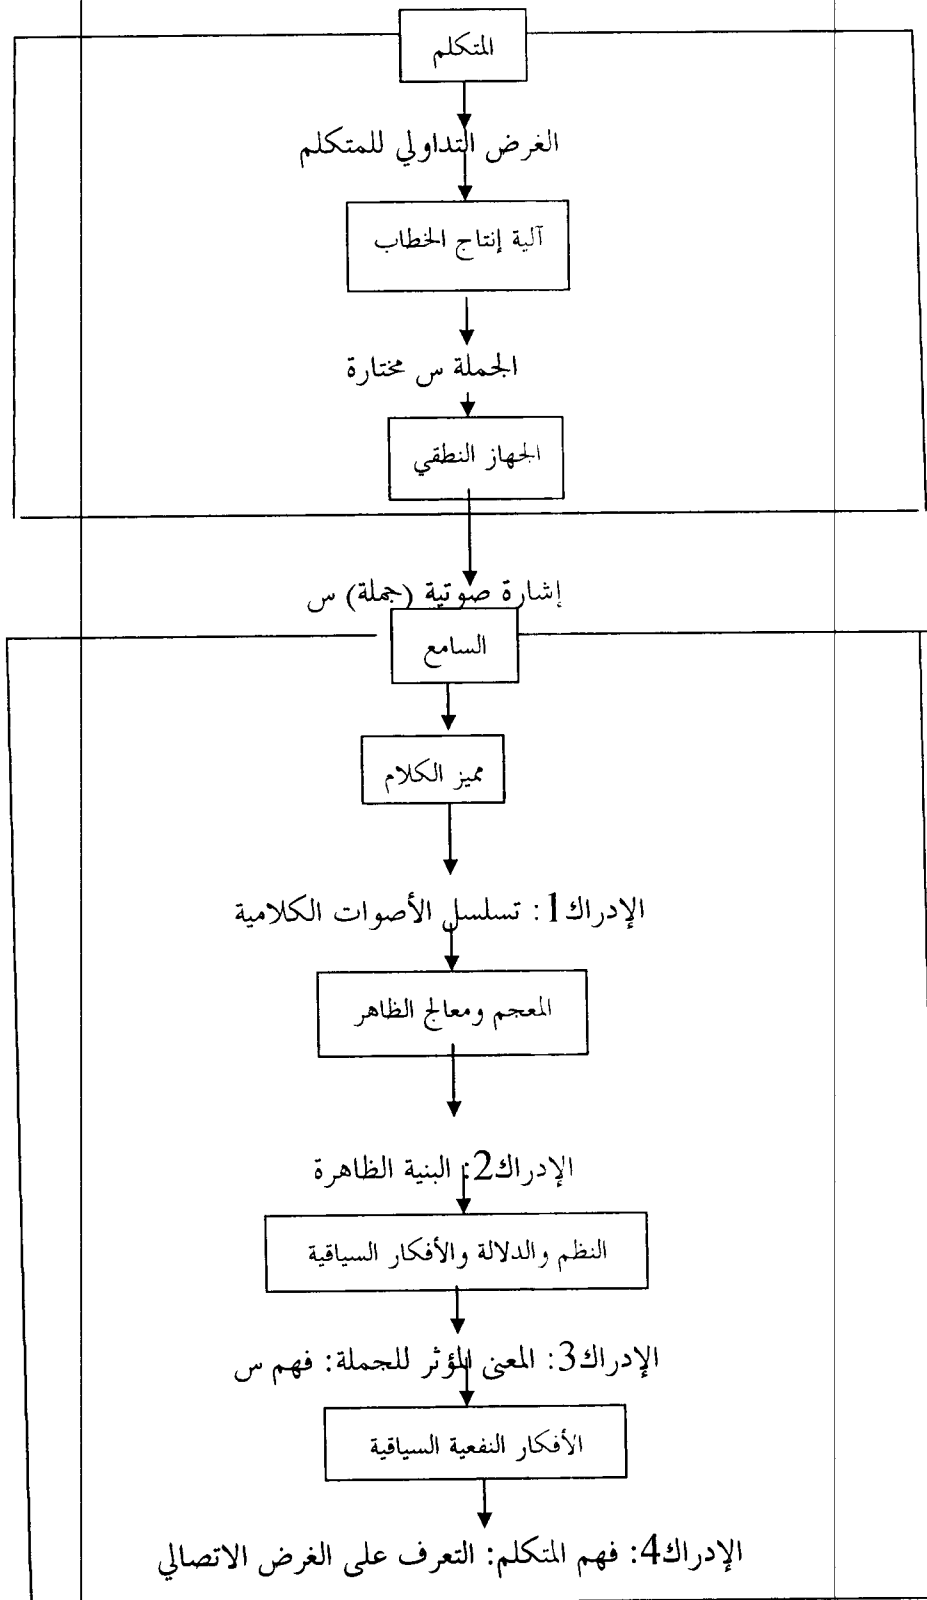 المتكلم
الغرض التداولي للمتكلم
آلية إنتاج الخطاب
الجملة س مختارة
الجهاز النطقي
إشارة صوتية (جملة) س
السامع
مميز الكلام
الإدراك1: تسلسل الأصوات الكلامية
المعجم ومعالج الظاهر
الإدراك2: البنية الظاهرة
النظم والدلالة والأفكار السياقية
الإدراك3: المعنى المؤثر للجملة: فهم س
الأفكار النفعية السياقية
الإدراك4: فهم المتكلم: التعرف على الغرض الاتصالي